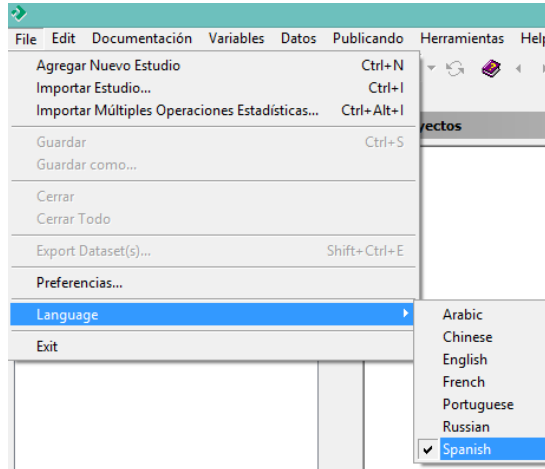 File Edit Documentación Variables Datos Publicando Herramientas Help
Agregar Nuevo Estudio Ctrl+N
Importar Estudio... Ctrl+I
Importar Múltiples Operaciones Estadísticas... Ctrl+Alt+I
Guardar Ctrl+S
Guardar como...
Cerrar
Cerrar Todo
Export Dataset(s)... Shift+Ctrl+E
Preferencias...
Language
Exit
yectos
Arabic
Chinese
English
French
Portuguese
Russian
Spanish